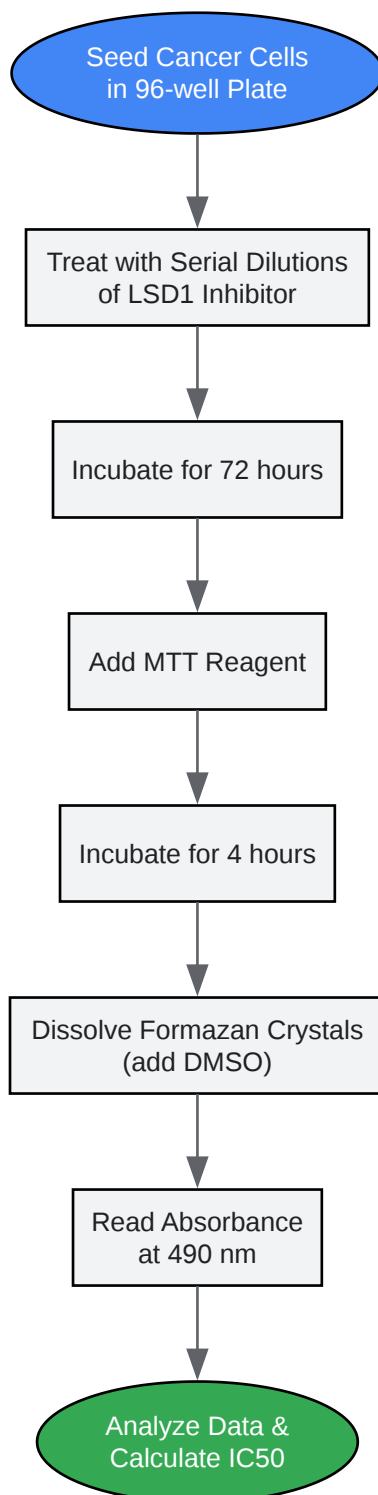 Seed Cancer Cells
in 96-well Plate
Treat with Serial Dilutions
of LSD1 Inhibitor
Incubate for 72 hours
Add MTT Reagent
Incubate for 4 hours
Dissolve Formazan Crystals
(add DMSO)
Read Absorbance
at 490 nm
Analyze Data &
Calculate IC50